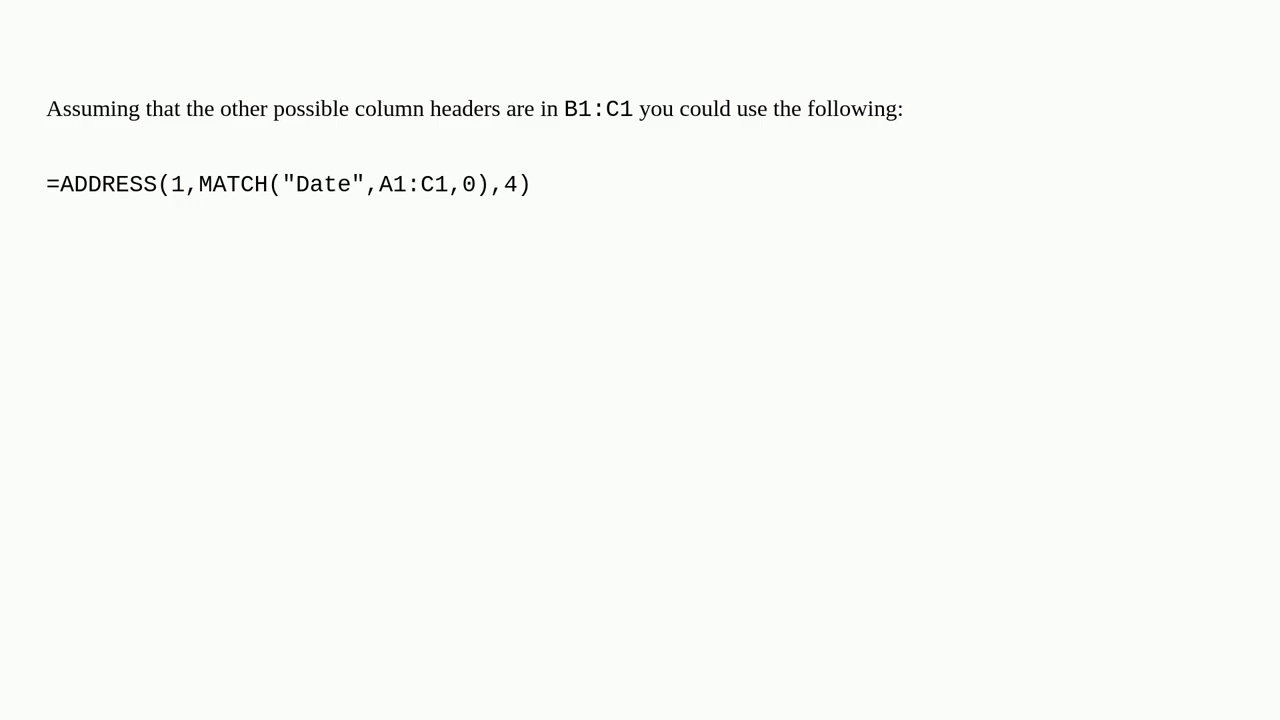 Assuming that the other possible column headers are in B1:C1 you could use the following:
=ADDRESS(1,MATCH("Date",A1:C1,0),4)